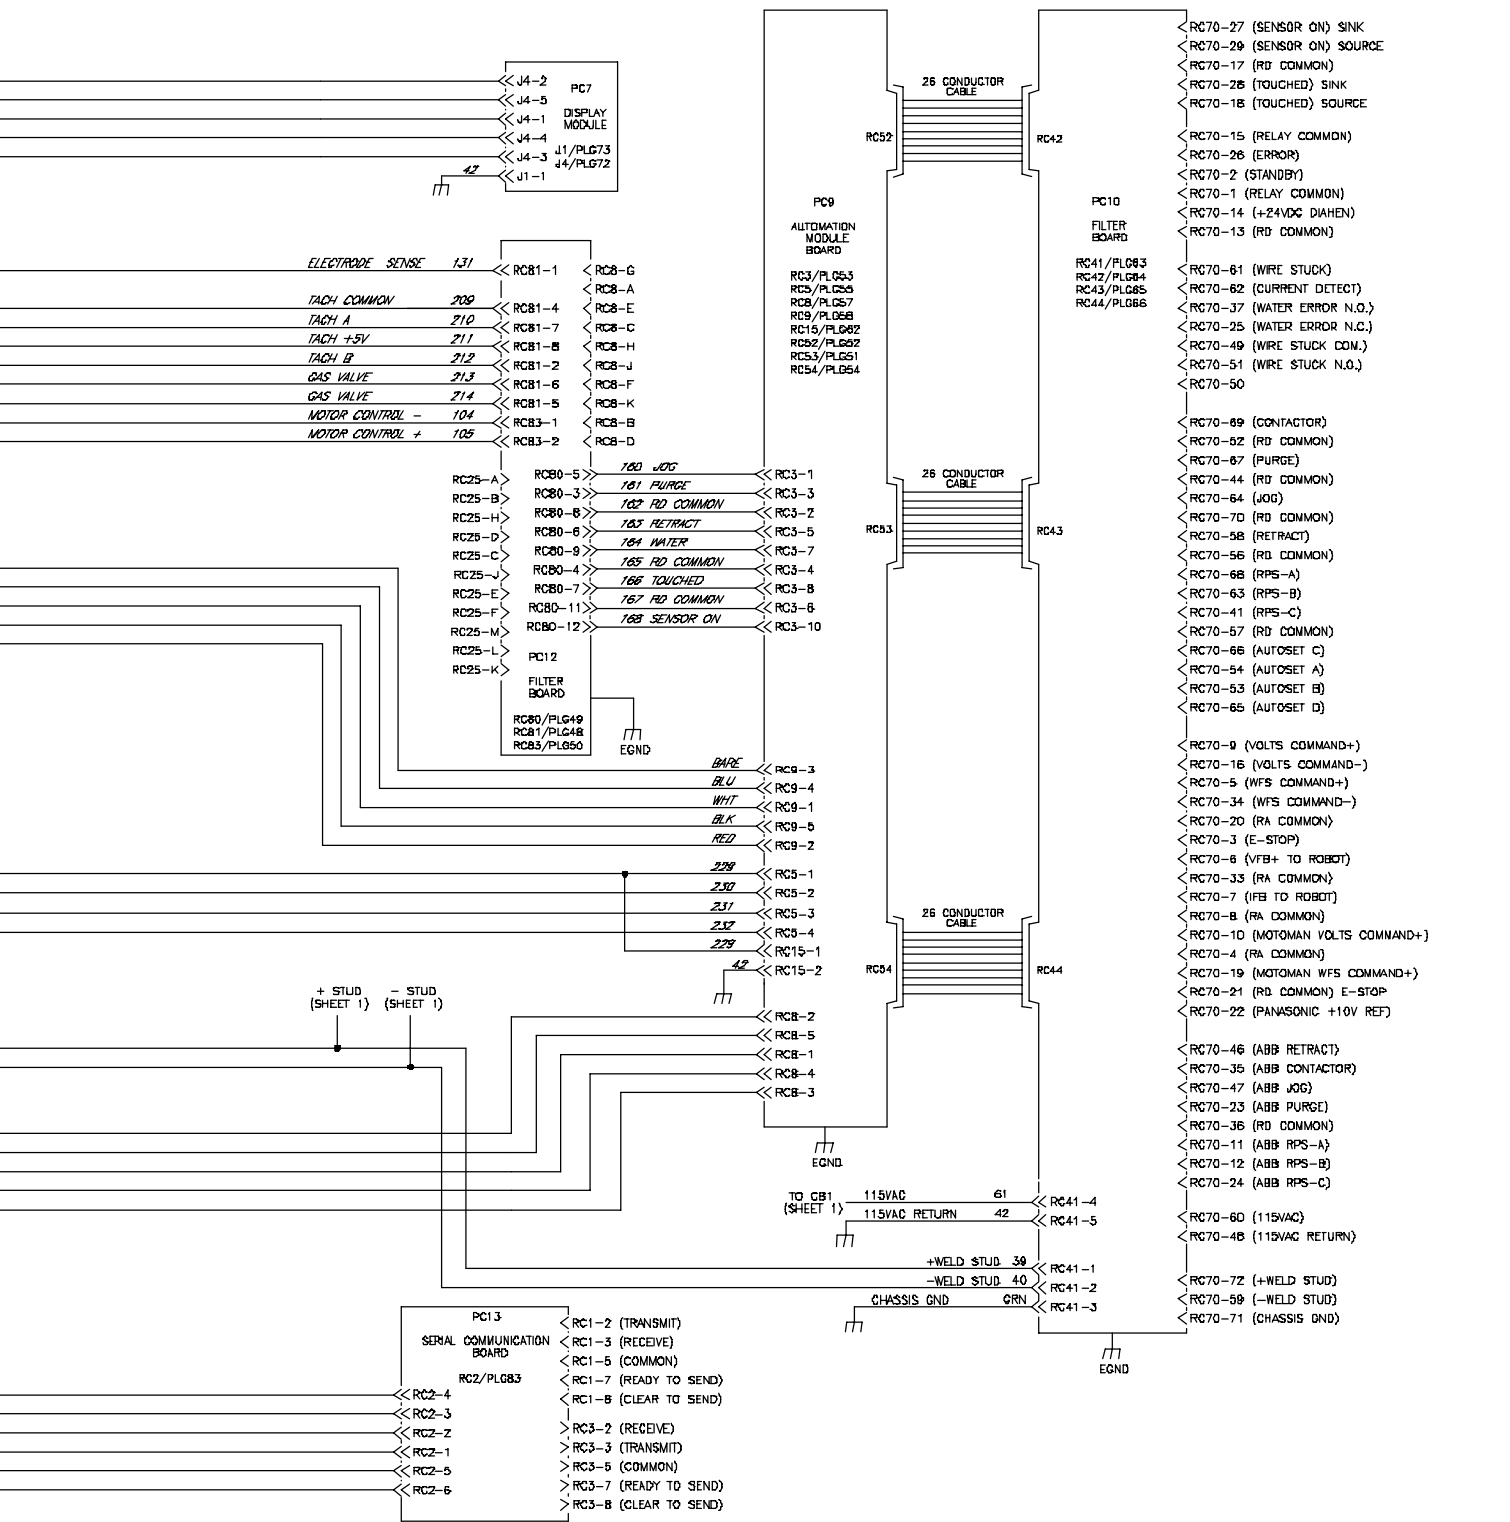 J4-2
J4-5
J4-1
J4-4
J4-3
J1-1
PC7
DISPLAY
MODULE
J1/PLG73
J4/PLG72
42
ELECTRODE SENSE 131
TACH COMMON 209
TACH A 210
TACH +5V 211
TACH B 212
GAS VALVE 213
GAS VALVE 214
MOTOR CONTROL - 104
MOTOR CONTROL + 105
RC81-1
RC81-4
RC81-7
RC81-8
RC81-2
RC81-6
RC81-5
RC83-1
RC83-2
RC8-G
RC8-A
RC8-E
RC8-C
RC8-H
RC8-J
RC8-F
RC8-K
RC8-B
RC8-D
RC25-A
RC25-B
RC25-H
RC25-D
RC25-C
RC25-J
RC25-E
RC25-F
RC25-M
RC25-L
RC25-K
RC80-5
RC80-3
RC80-8
RC80-6
RC80-9
RC80-4
RC80-7
RC80-11
RC80-12
PC12
FILTER
BOARD
RC80/PLG49
RC81/PLG48
RC83/PLG50
EGND
160 JOG
161 PURGE
162 RD COMMON
163 RETRACT
164 WATER
165 RD COMMON
166 TOUCHED
167 RD COMMON
168 SENSOR ON
RC3-1
RC3-3
RC3-2
RC3-5
RC3-7
RC3-4
RC3-8
RC3-6
RC3-10
BARE
BLU
WHT
BLK
RED
RC9-3
RC9-4
RC9-1
RC9-5
RC9-2
229
230
231
232
229
42
RC5-1
RC5-2
RC5-3
RC5-4
RC15-1
RC15-2
RC8-2
RC8-5
RC8-1
RC8-4
RC8-3
PC9
AUTOMATION
MODULE
BOARD
RC3/PLG53
RC5/PLG55
RC8/PLG57
RC9/PLG58
RC15/PLG62
RC52/PLG52
RC53/PLG51
RC54/PLG54
EGND
RC52
26 CONDUCTOR
CABLE
RC42
RC53
26 CONDUCTOR
CABLE
RC43
RC54
26 CONDUCTOR
CABLE
RC44
PC10
FILTER
BOARD
RC41/PLG63
RC42/PLG64
RC43/PLG65
RC44/PLG66
+ STUD
(SHEET 1)
- STUD
(SHEET 1)
TO CB1
(SHEET 1)
115VAC 61
115VAC RETURN 42
+WELD STUD 39
-WELD STUD 40
CHASSIS GND GRN
RC41-4
RC41-5
RC41-1
RC41-2
RC41-3
EGND
RC70-27 (SENSOR ON) SINK
RC70-29 (SENSOR ON) SOURCE
RC70-17 (RD COMMON)
RC70-28 (TOUCHED) SINK
RC70-18 (TOUCHED) SOURCE
RC70-15 (RELAY COMMON)
RC70-26 (ERROR)
RC70-2 (STANDBY)
RC70-1 (RELAY COMMON)
RC70-14 (+24VDC DIAHEN)
RC70-13 (RD COMMON)
RC70-61 (WIRE STUCK)
RC70-62 (CURRENT DETECT)
RC70-37 (WATER ERROR N.O.)
RC70-25 (WATER ERROR N.C.)
RC70-49 (WIRE STUCK COM.)
RC70-51 (WIRE STUCK N.O.)
RC70-50
RC70-69 (CONTACTOR)
RC70-52 (RD COMMON)
RC70-67 (PURGE)
RC70-44 (RD COMMON)
RC70-64 (JOG)
RC70-70 (RD COMMON)
RC70-58 (RETRACT)
RC70-56 (RD COMMON)
RC70-68 (RPS-A)
RC70-63 (RPS-B)
RC70-41 (RPS-C)
RC70-57 (RD COMMON)
RC70-66 (AUTOSET C)
RC70-54 (AUTOSET A)
RC70-53 (AUTOSET B)
RC70-65 (AUTOSET D)
RC70-9 (VOLTS COMMAND+)
RC70-16 (VOLTS COMMAND-)
RC70-5 (WFS COMMAND+)
RC70-34 (WFS COMMAND-)
RC70-20 (RA COMMON)
RC70-3 (E-STOP)
RC70-6 (VFB+ TO ROBOT)
RC70-33 (RA COMMON)
RC70-7 (IFB TO ROBOT)
RC70-8 (RA COMMON)
RC70-10 (MOTOMAN VOLTS COMMAND+)
RC70-4 (RA COMMON)
RC70-19 (MOTOMAN WFS COMMAND+)
RC70-21 (RD COMMON) E-STOP
RC70-22 (PANASONIC +10V REF)
RC70-46 (ABB RETRACT)
RC70-35 (ABB CONTACTOR)
RC70-47 (ABB JOG)
RC70-23 (ABB PURGE)
RC70-36 (RD COMMON)
RC70-11 (ABB RPS-A)
RC70-12 (ABB RPS-B)
RC70-24 (ABB RPS-C)
RC70-60 (115VAC)
RC70-48 (115VAC RETURN)
RC70-72 (+WELD STUD)
RC70-59 (-WELD STUD)
RC70-71 (CHASSIS GND)
PC13
SERIAL COMMUNICATION
BOARD
RC2/PLG83
RC2-4
RC2-3
RC2-2
RC2-1
RC2-5
RC2-6
RC1-2 (TRANSMIT)
RC1-3 (RECEIVE)
RC1-5 (COMMON)
RC1-7 (READY TO SEND)
RC1-8 (CLEAR TO SEND)
RC3-2 (RECEIVE)
RC3-3 (TRANSMIT)
RC3-5 (COMMON)
RC3-7 (READY TO SEND)
RC3-8 (CLEAR TO SEND)